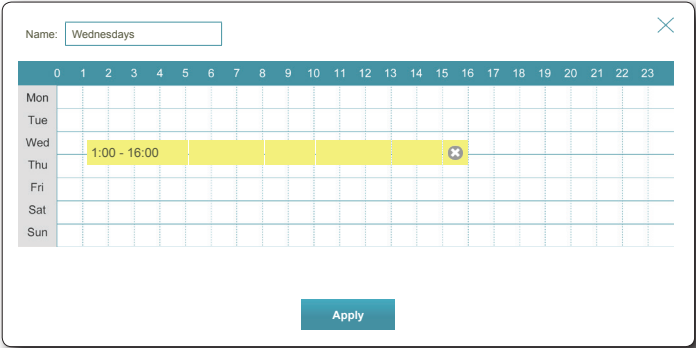 Name: Wednesdays
0 1 2 3 4 5 6 7 8 9 10 11 12 13 14 15 16 17 18 19 20 21 22 23
Mon
Tue
Wed
1:00 - 16:00
Thu
Fri
Sat
Sun
Apply